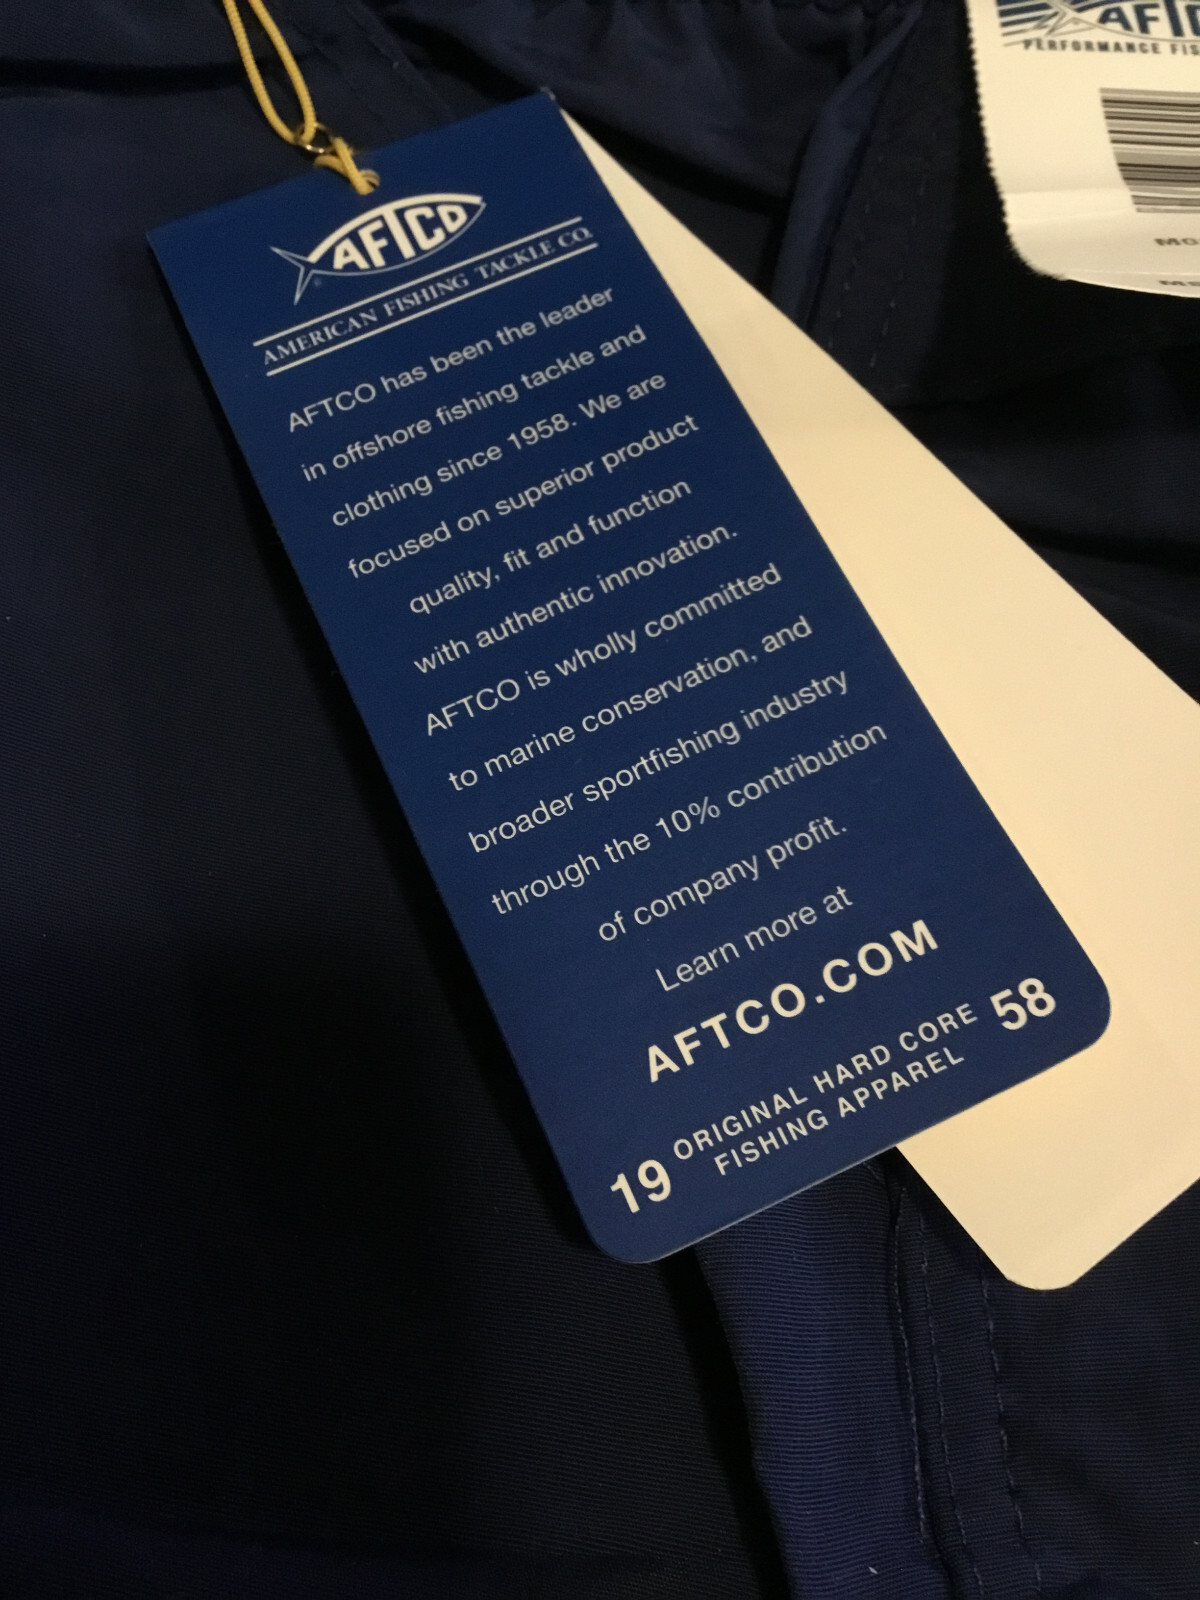 AFTCO
AMERICAN FISHING TACKLE CO.
AFTCO has been the leader
in offshore fishing tackle and
clothing since 1958. We are
focused on superior product
quality, fit and function
with authentic innovation.
AFTCO is wholly committed
to marine conservation, and
broader sportfishing industry
through the 10% contribution
of company profit.
Learn more at
AFTCO.COM
19 ORIGINAL HARD CORE 58
FISHING APPAREL
PERFORMANCE